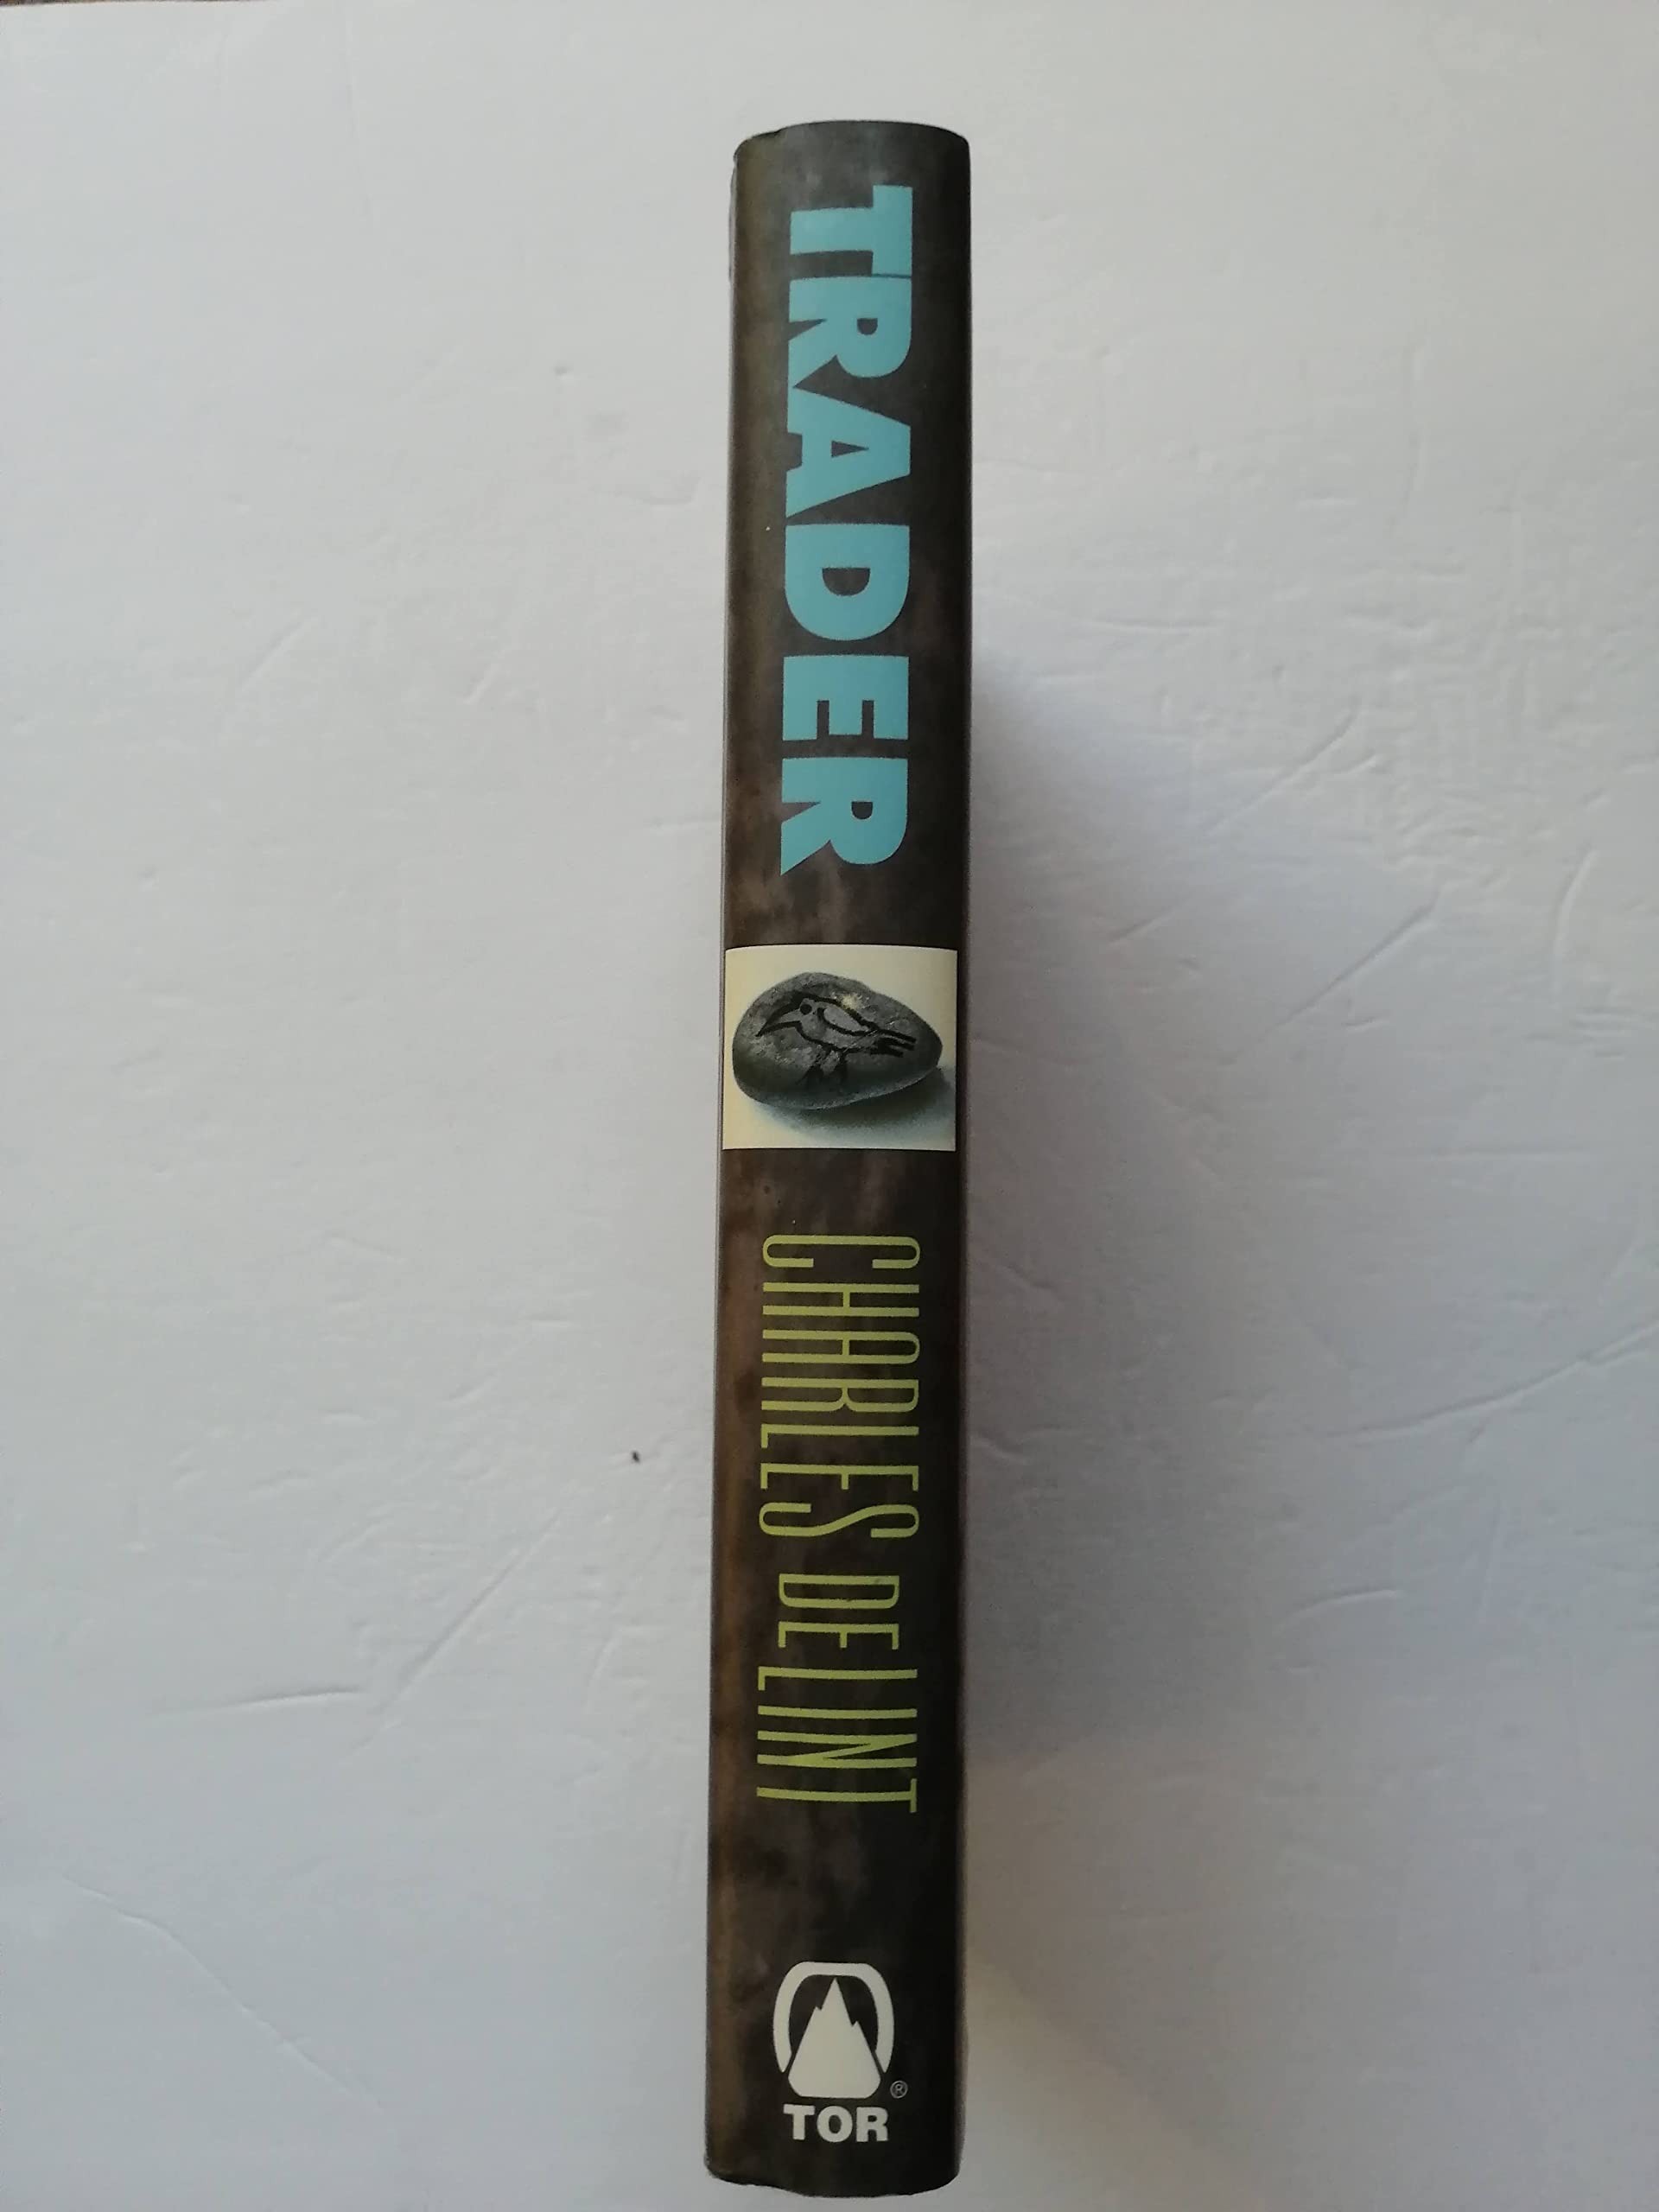 TRADER
CHARLES DE LINT
®
TOR